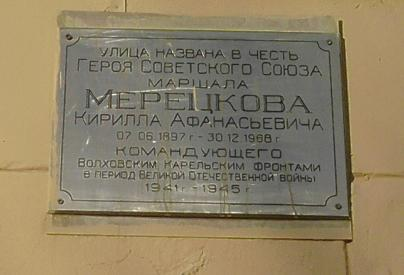 УЛИЦА НАЗВАНА В ЧЕСТЬ
ГЕРОЯ СОВЕТСКОГО СОЮЗА
МАРШАЛА
МЕРЕЦКОВА
КИРИЛЛА АФАНАСЬЕВИЧА
07.06.1897 г - 30.12.1968 г.
КОМАНДУЮЩЕГО
ВОЛХОВСКИМ КАРЕЛЬСКИМ ФРОНТАМИ
В ПЕРИОД ВЕЛИКОЙ ОТЕЧЕСТВЕННОЙ ВОЙНЫ
1941 г - 1945 г